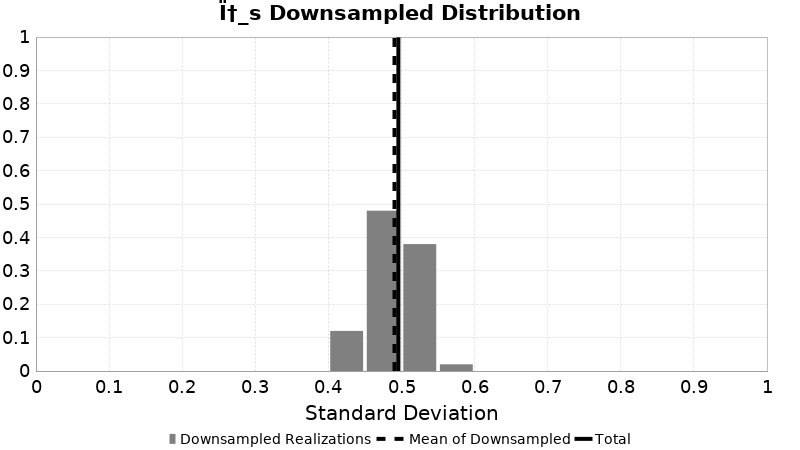 Ï†_s Downsampled Distribution
1
0.9
0.8
0.7
0.6
0.5
0.4
0.3
0.2
0.1
0
0 0.1 0.2 0.3 0.4 0.5 0.6 0.7 0.8 0.9 1
Standard Deviation
Downsampled Realizations Mean of Downsampled Total